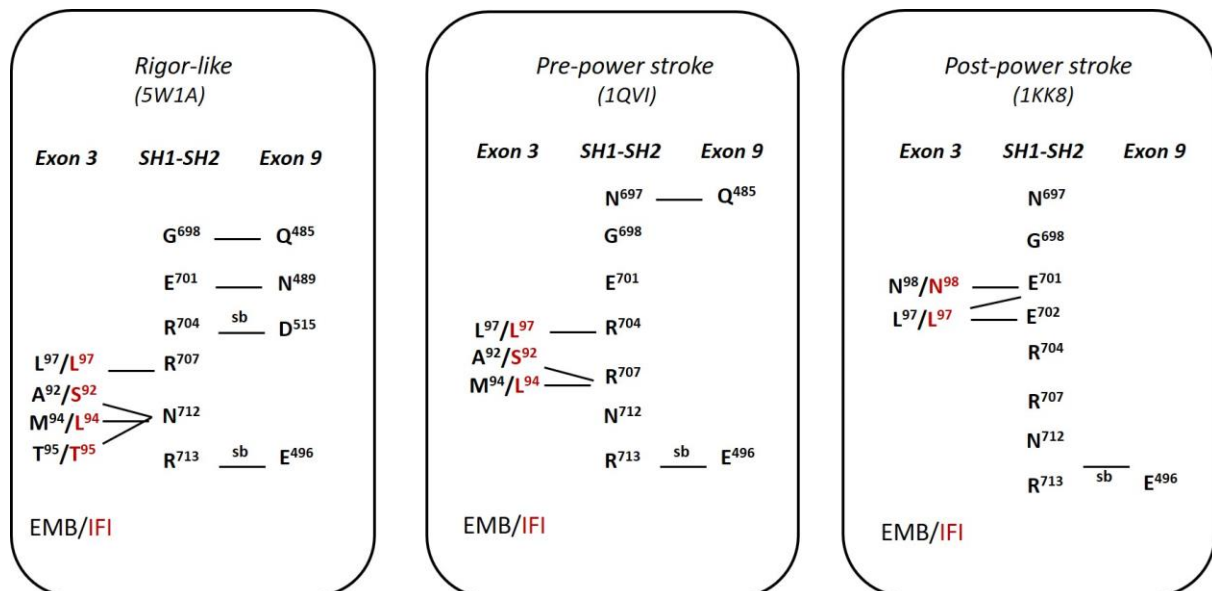 Rigor-like
(5W1A)
Exon 3 SH1-SH2 Exon 9
G698 Q485
E701 N489
sb
R704 D515
L97/L97 R707
A92/S92
M94/L94 N712
T95/T95
sb
R713 E496
EMB/IFI
Pre-power stroke
(1QVI)
Exon 3 SH1-SH2 Exon 9
N697 Q485
G698
E701
L97/L97 R704
A92/S92
M94/L94 R707
N712
sb
R713 E496
EMB/IFI
Post-power stroke
(1KK8)
Exon 3 SH1-SH2 Exon 9
N697
G698
N98/N98 E701
L97/L97 E702
R704
R707
N712
sb
R713 E496
EMB/IFI